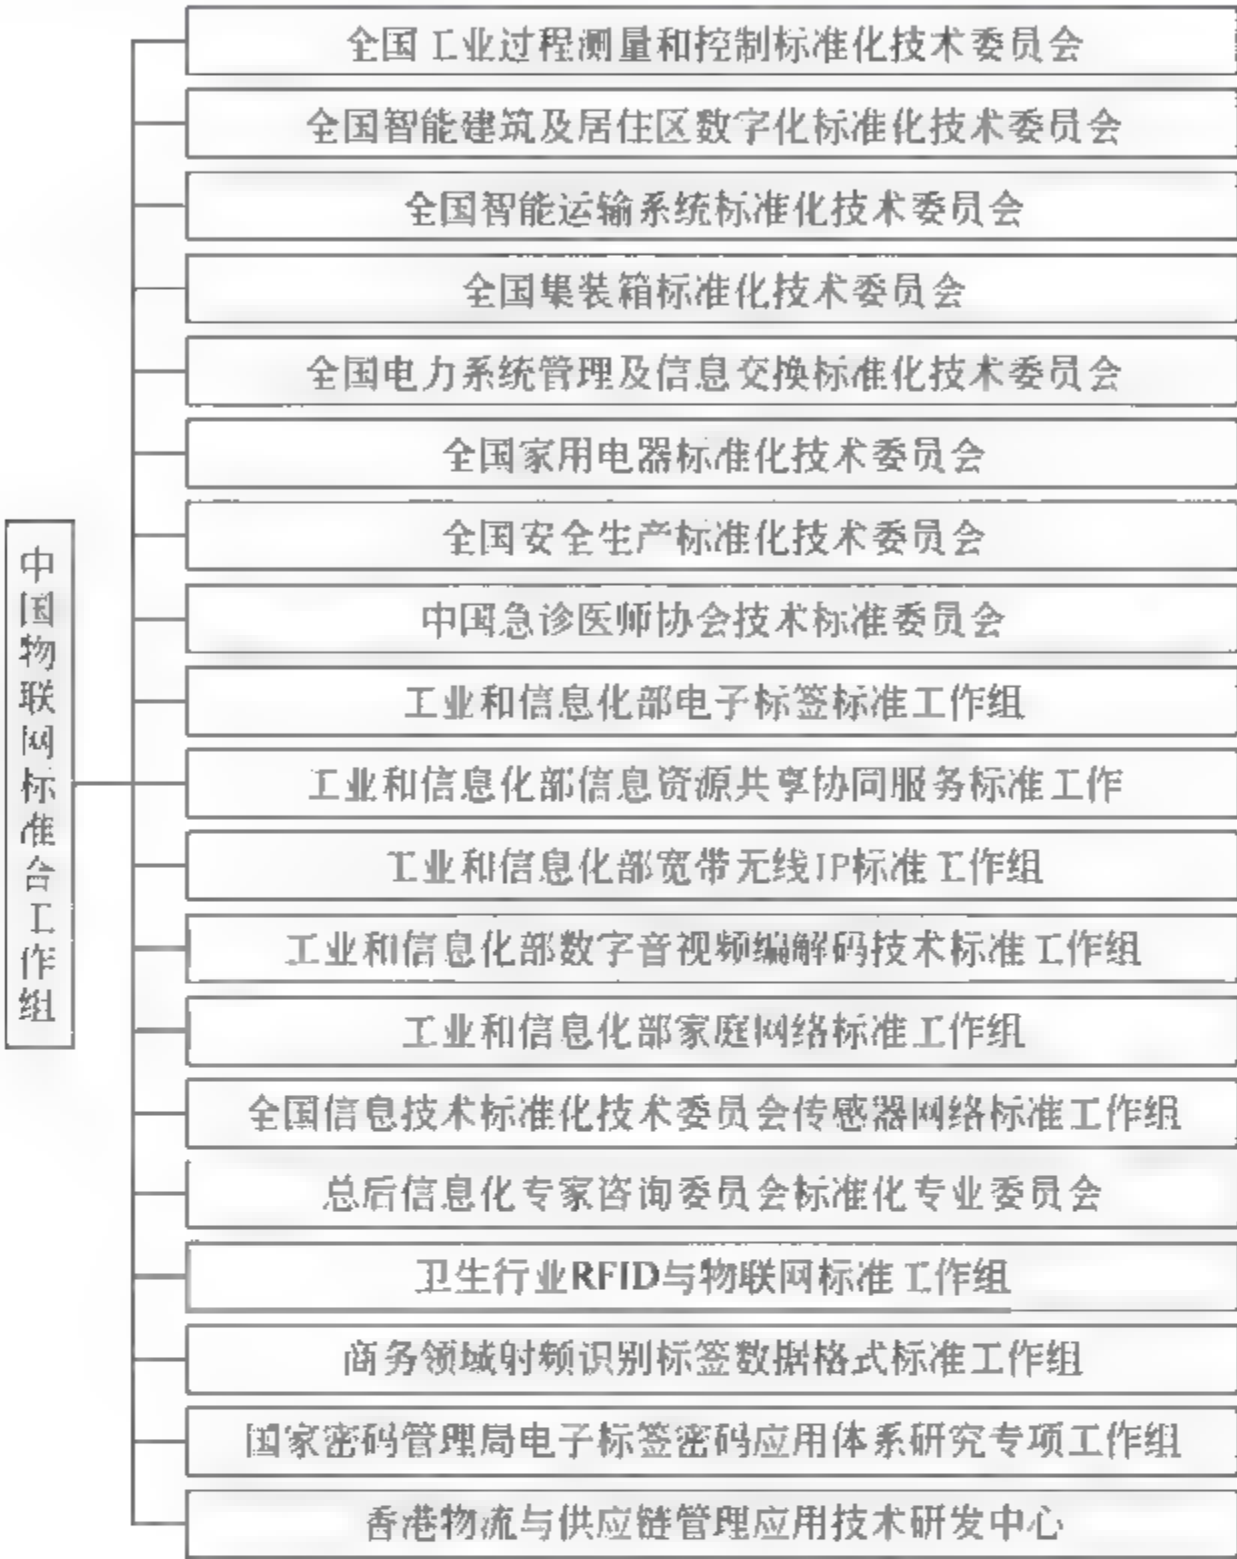 全国工业过程测量和控制标准化技术委员会
全国智能建筑及居住区数字化标准化技术委员会
全国智能运输系统标准化技术委员会
全国集装箱标准化技术委员会
全国电力系统管理及信息交换标准化技术委员会
全国家用电器标准化技术委员会
全国安全生产标准化技术委员会
中国急诊医师协会技术标准委员会
工业和信息化部电子标签标准工作组
工业和信息化部信息资源共享协同服务标准工作
工业和信息化部宽带无线IP标准工作组
工业和信息化部数字音视频编解码技术标准工作组
工业和信息化部家庭网络标准工作组
全国信息技术标准化技术委员会传感器网络标准工作组
总后信息化专家咨询委员会标准化专业委员会
卫生行业RFID与物联网标准工作组
商务领域射频识别标签数据格式标准工作组
国家密码管理局电子标签密码应用体系研究专项工作组
香港物流与供应链管理应用技术研发中心
中国物联网标准合工作组